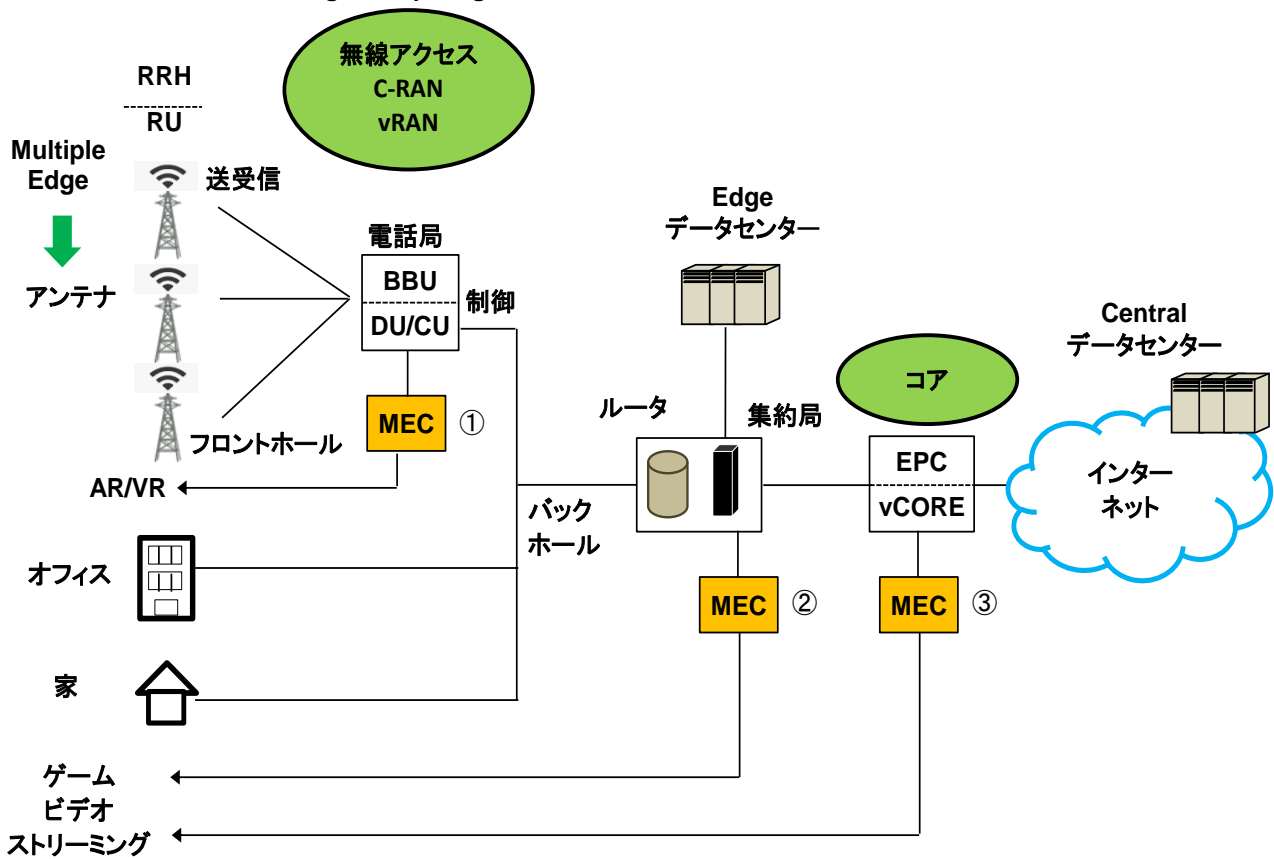 無線アクセス
C-RAN
vRAN
RRH
RU
Multiple
Edge
送受信
アンテナ
フロントホール
電話局
BBU
DU/CU
制御
MEC
①
AR/VR
Edge
データセンター
ルータ
集約局
バック
ホール
コア
EPC
vCORE
Central
データセンター
インター
ネット
オフィス
MEC
②
MEC
③
家
ゲーム
ビデオ
ストリーミング